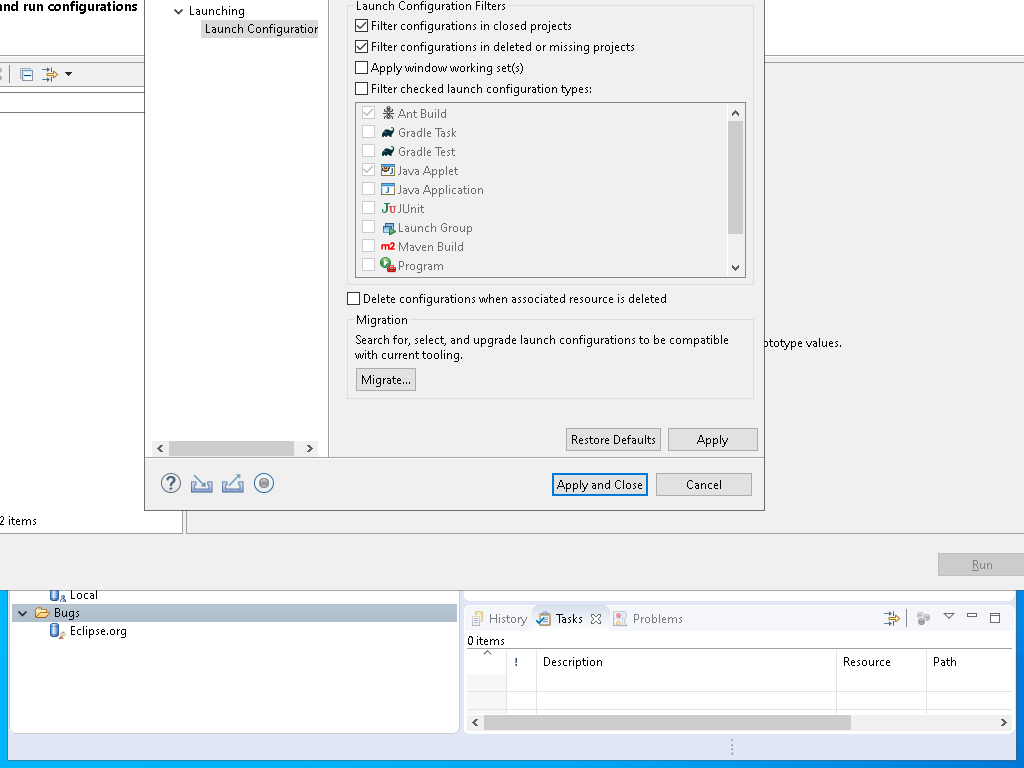 and run configurations
Launching
Launch Configuration
Launch Configuration Filters
Filter configurations in closed projects
Filter configurations in deleted or missing projects
Apply window working set(s)
Filter checked launch configuration types:
Ant Build
Gradle Task
Gradle Test
Java Applet
Java Application
JUnit
Launch Group
Maven Build
Program
Delete configurations when associated resource is deleted
Migration
Search for, select, and upgrade launch configurations to be compatible
with current tooling.
Migrate...
ototype values.
Restore Defaults
Apply
Apply and Close
Cancel
2 items
Run
Local
Bugs
Eclipse.org
History
Tasks
Problems
0 items
! Description Resource Path